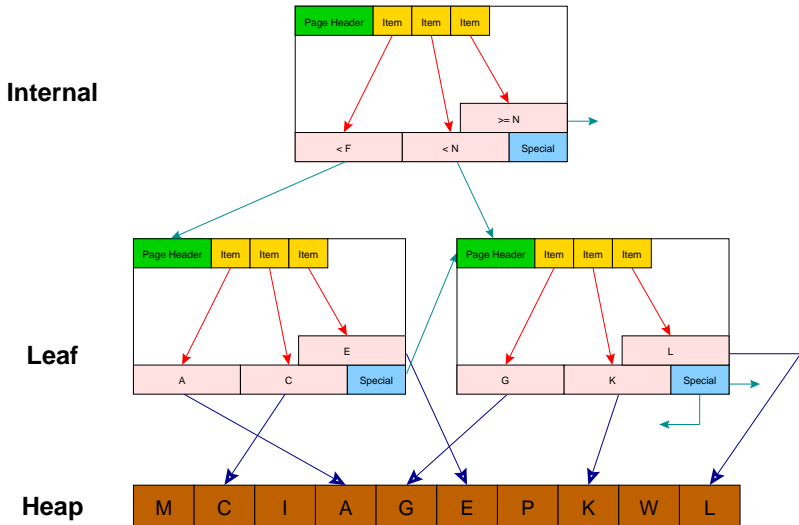 Page Header Item Item Item
Internal
>= N
< F < N Special
Page Header Item Item Item
Page Header Item Item Item
E
L
Leaf
A C Special
G K Special
Heap
M C I A G E P K W L